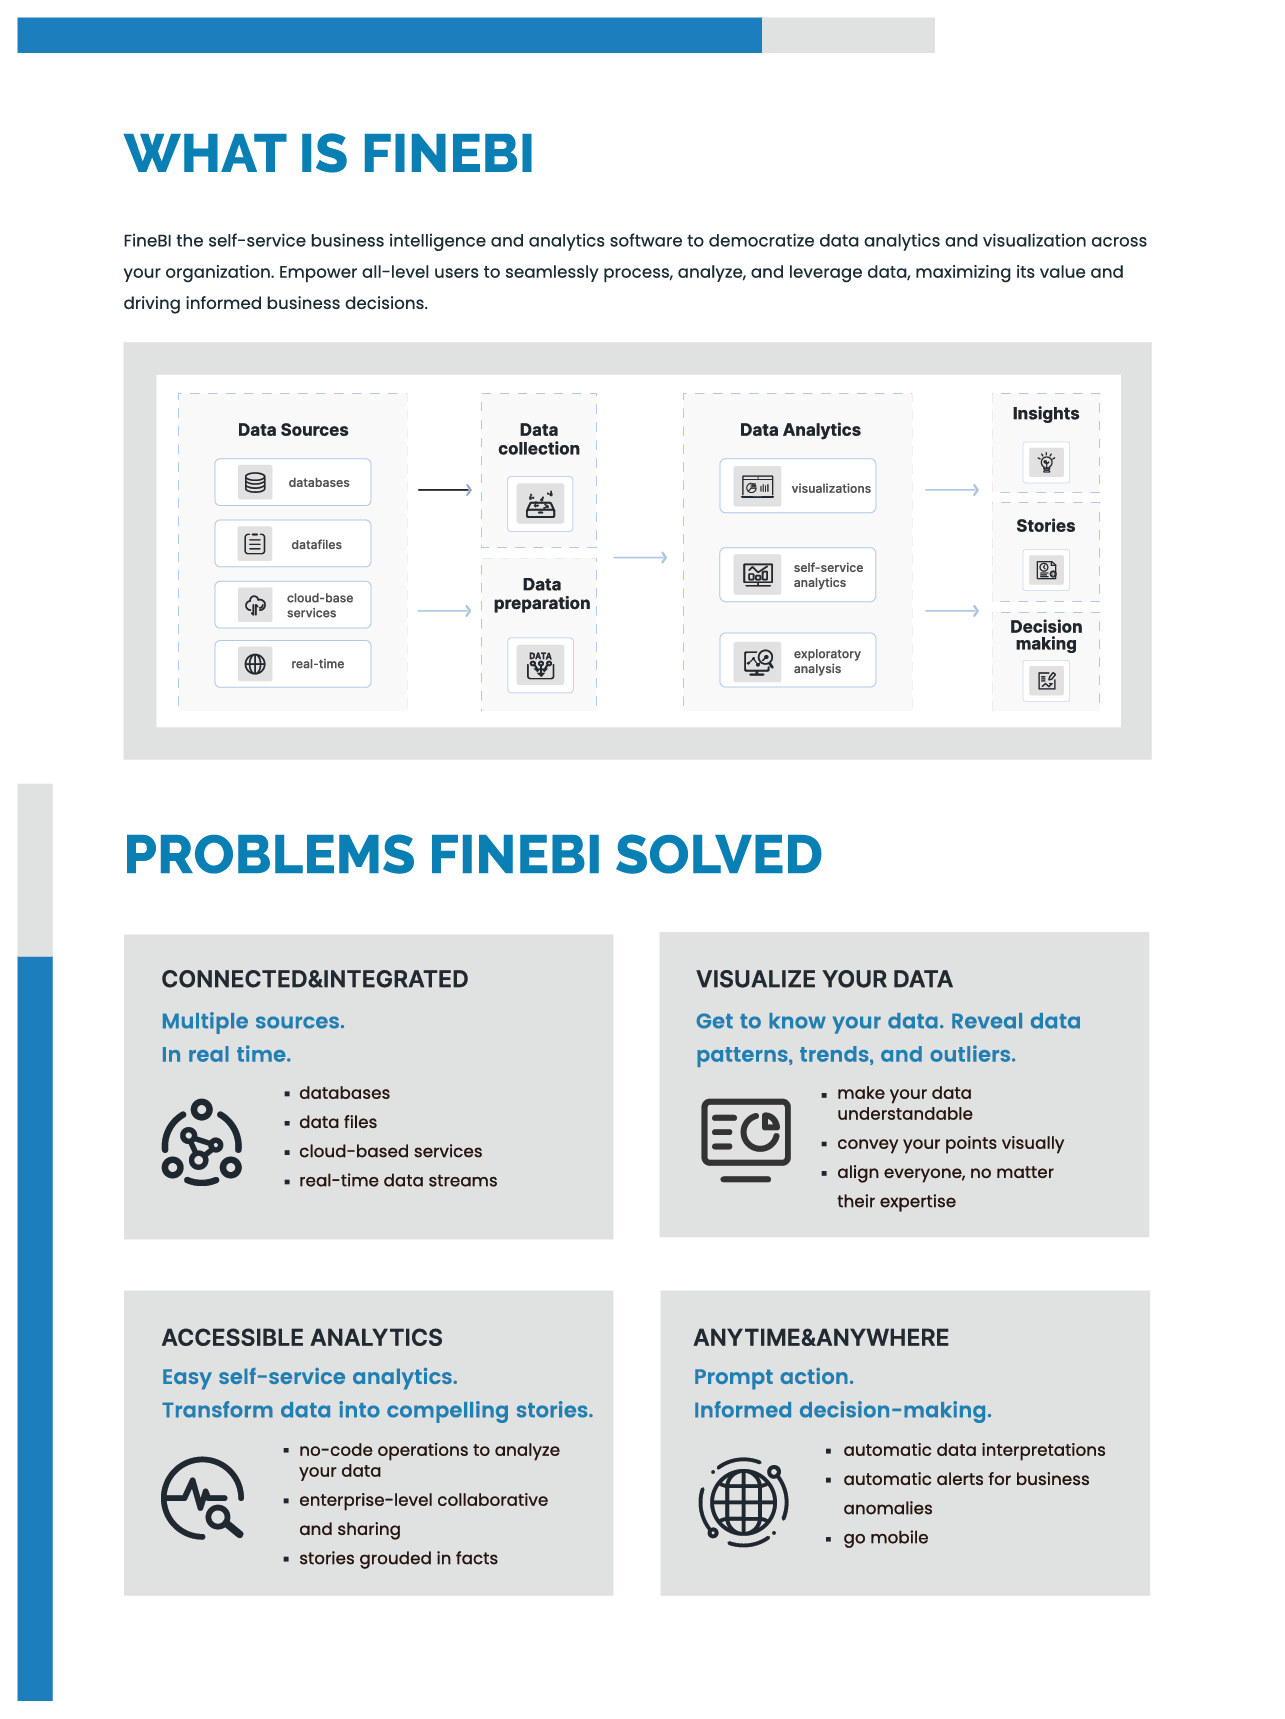 WHAT IS FINEBI
FineBI the self-service business intelligence and analytics software to democratize data analytics and visualization across
your organization. Empower all-level users to seamlessly process, analyze, and leverage data, maximizing its value and
driving informed business decisions.
Data Sources
databases
datafiles
cloud-base
services
real-time
Data
collection
Data
preparation
DATA
Data Analytics
visualizations
self-service
analytics
exploratory
analysis
Insights
Stories
Decision
making
PROBLEMS FINEBI SOLVED
CONNECTED&INTEGRATED
Multiple sources.
In real time.
▪ databases
▪ data files
▪ cloud-based services
▪ real-time data streams
VISUALIZE YOUR DATA
Get to know your data. Reveal data
patterns, trends, and outliers.
▪ make your data
understandable
▪ convey your points visually
▪ align everyone, no matter
their expertise
ACCESSIBLE ANALYTICS
Easy self-service analytics.
Transform data into compelling stories.
▪ no-code operations to analyze
your data
▪ enterprise-level collaborative
and sharing
▪ stories grouded in facts
ANYTIME&ANYWHERE
Prompt action.
Informed decision-making.
▪ automatic data interpretations
▪ automatic alerts for business
anomalies
▪ go mobile